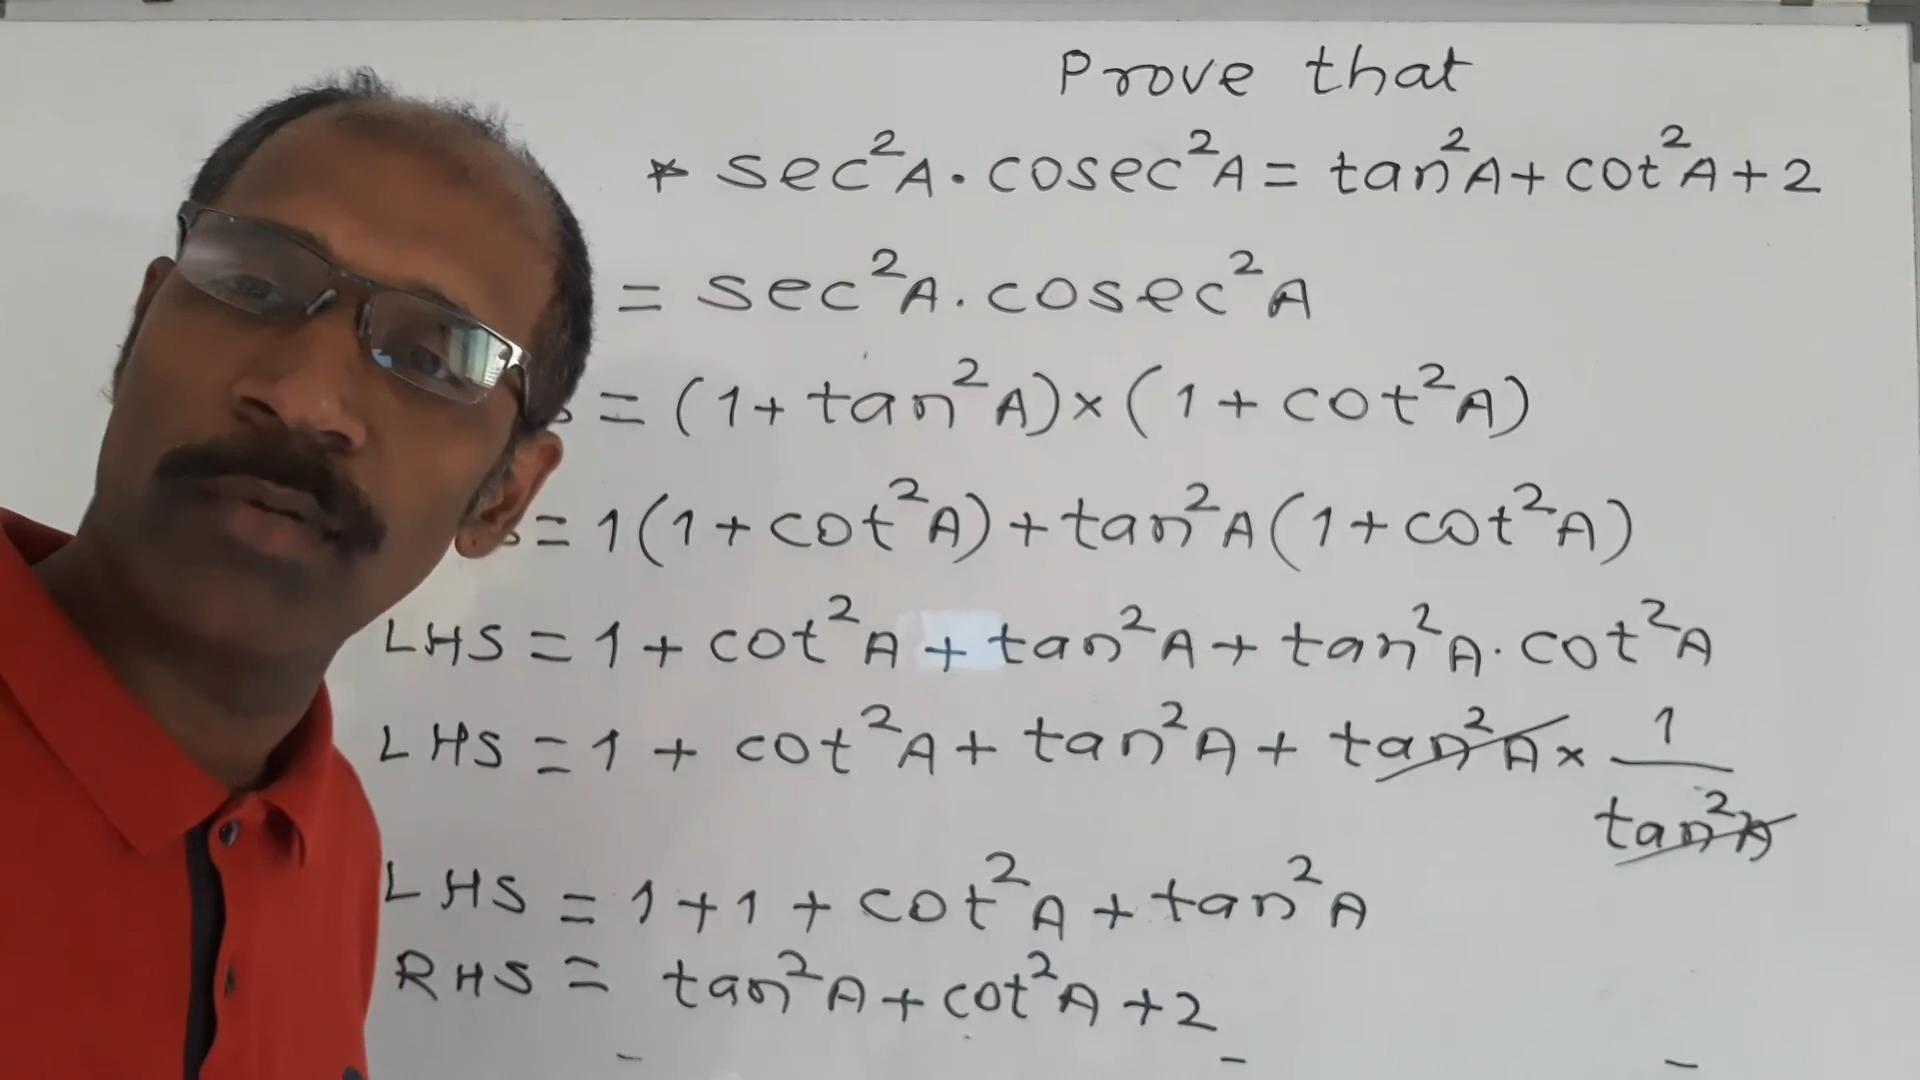 Prove that
* sec²A · cosec²A = tan²A + cot²A + 2
= sec²A . cosec²A
= (1 + tan²A) × (1 + cot²A)
= 1(1 + cot²A) + tan²A(1 + cot²A)
LHS = 1 + cot²A + tan²A + tan²A · cot²A
LHS = 1 + cot²A + tan²A + tan²A × 1/tan²A
LHS = 1 + 1 + cot²A + tan²A
RHS = tan²A + cot²A + 2